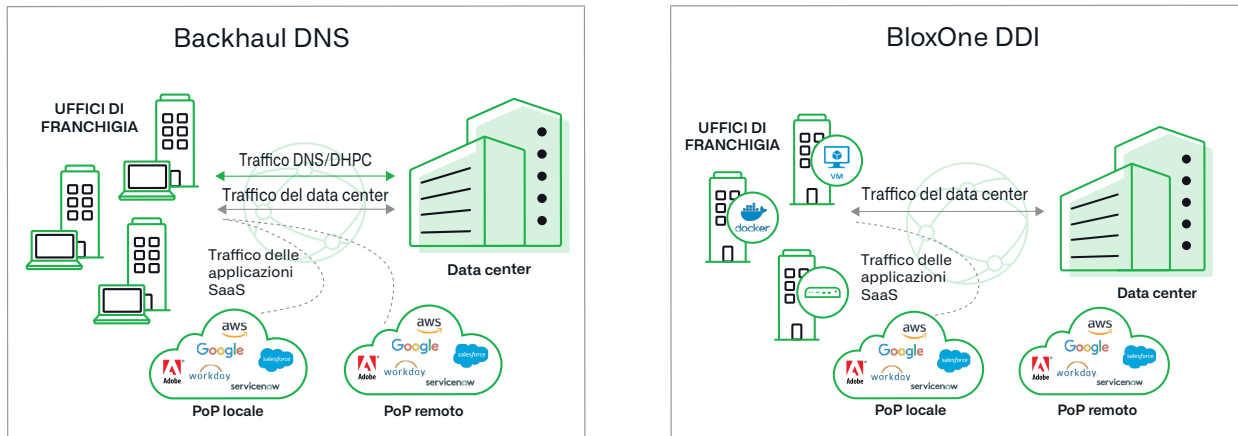 Backhaul DNS
UFFICI DI
FRANCHIGIA
Traffico DNS/DHPC
Traffico del data center
Traffico delle
applicazioni
SaaS
Data center
aws
Google
salesforce
Adobe
workday
servicenow
PoP locale
aws
Google
salesforce
Adobe
workday
servicenow
PoP remoto
BloxOne DDI
UFFICI DI
FRANCHIGIA
VM
docker
Traffico del data center
Traffico delle
applicazioni
SaaS
Data center
aws
Google
salesforce
Adobe
workday
servicenow
PoP locale
aws
Google
salesforce
Adobe
workday
servicenow
PoP remoto